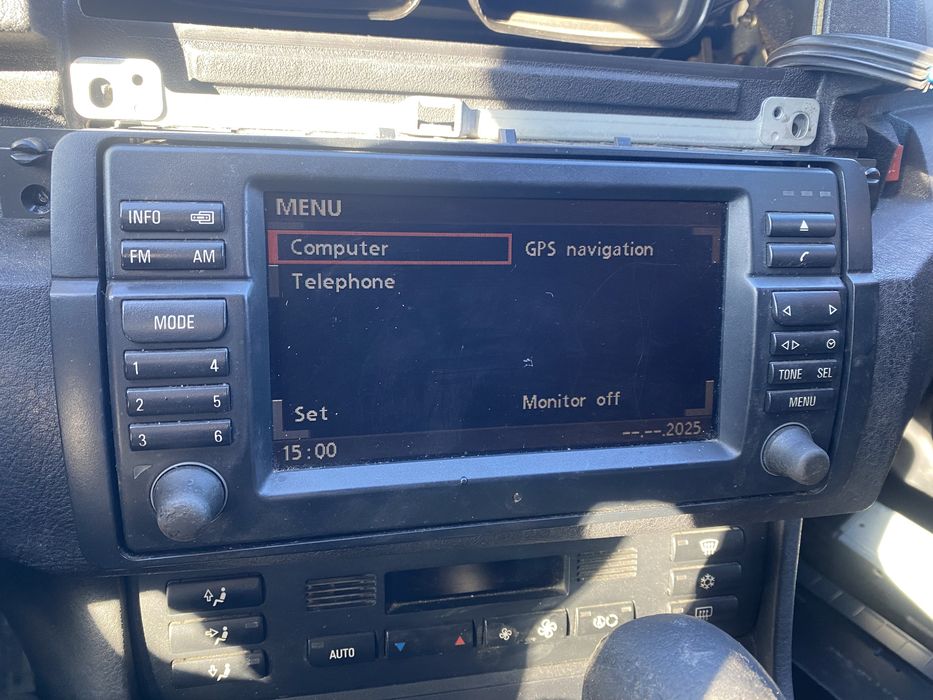 MENU
INFO
FM AM
Computer GPS navigation
Telephone
MODE
1 4
2 5
3 6
TONE SEL
MENU
Set Monitor off
15:00 --.--.2025
AUTO